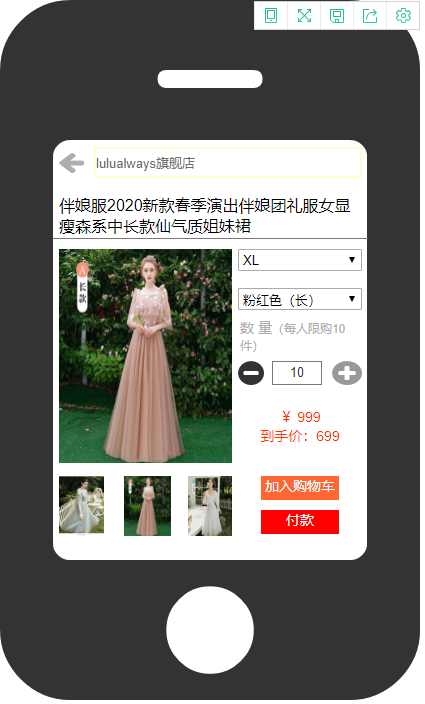 lulualways旗舰店
伴娘服2020新款春季演出伴娘团礼服女显
瘦森系中长款仙气质姐妹裙
A
长款
XL
粉红色（长）
数 量（每人限购10
件）
10
￥ 999
到手价：699
加入购物车
付款